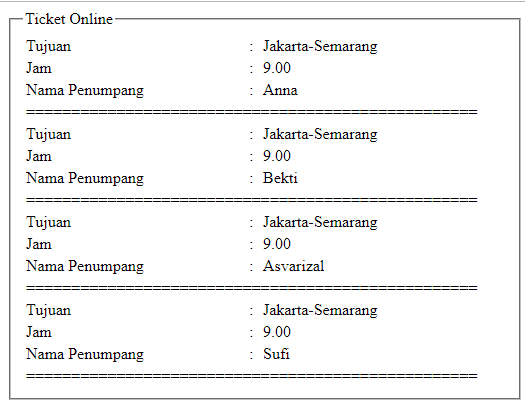 Ticket Online
Tujuan : Jakarta-Semarang
Jam : 9.00
Nama Penumpang : Anna
==================================================
Tujuan : Jakarta-Semarang
Jam : 9.00
Nama Penumpang : Bekti
==================================================
Tujuan : Jakarta-Semarang
Jam : 9.00
Nama Penumpang : Asvarizal
==================================================
Tujuan : Jakarta-Semarang
Jam : 9.00
Nama Penumpang : Sufi
==================================================